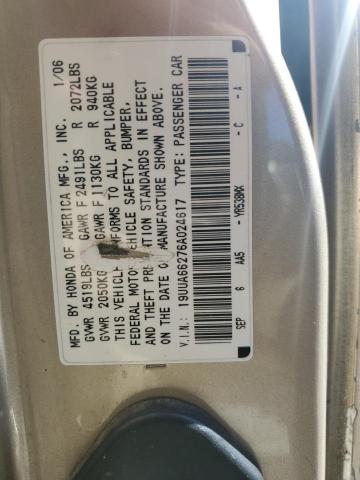 MFD. BY HONDA OF AMERICA MFG., INC. 1/06
GVWR 4519LBS GAWR F 2491LBS R 2072LBS
GVWR 2050KG GAWR F 1130KG R 940KG
THIS VEHICLE CONFORMS TO ALL APPLICABLE
FEDERAL MOTOR VEHICLE SAFETY, BUMPER,
AND THEFT PREVENTION STANDARDS IN EFFECT
ON THE DATE OF MANUFACTURE SHOWN ABOVE.
V.I.N.: 19UUA66276A024617 TYPE: PASSENGER CAR
SEP 6 AA5 -YR538MX - C - A